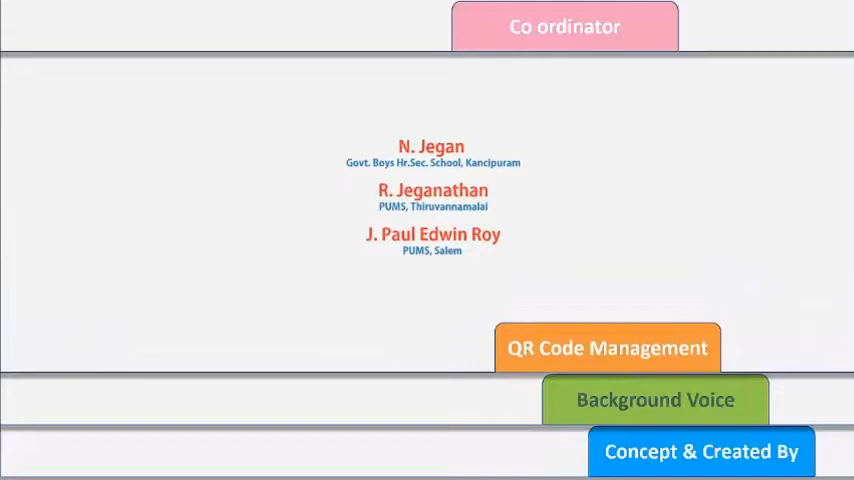 Co ordinator
N. Jegan
Govt. Boys Hr.Sec. School, Kancipuram
R. Jeganathan
PUMS, Thiruvannamalai
J. Paul Edwin Roy
PUMS, Salem
QR Code Management
Background Voice
Concept & Created By